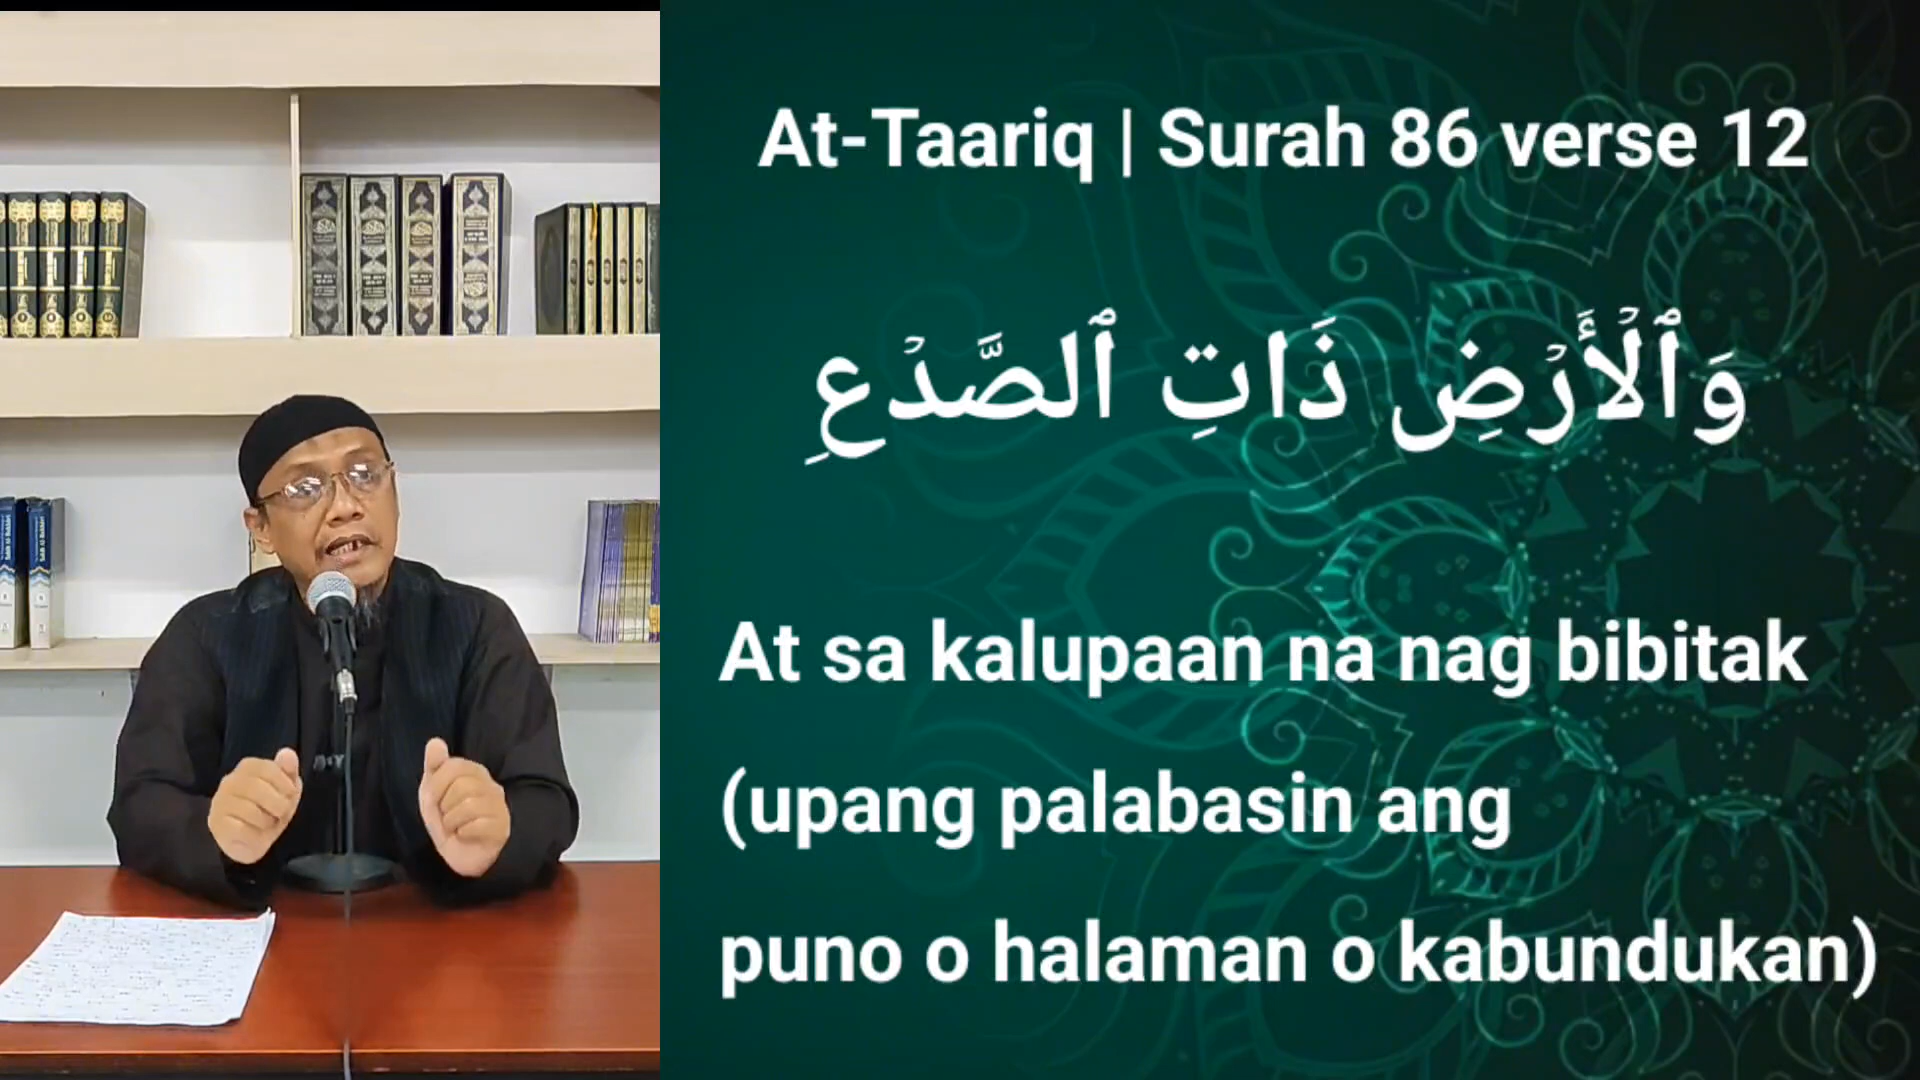 At-Taariq | Surah 86 verse 12
وَٱلۡأَرۡضِ ذَاتِ ٱلصَّدۡعِ
At sa kalupaan na nag bibitak
(upang palabasin ang
puno o halaman o kabundukan)